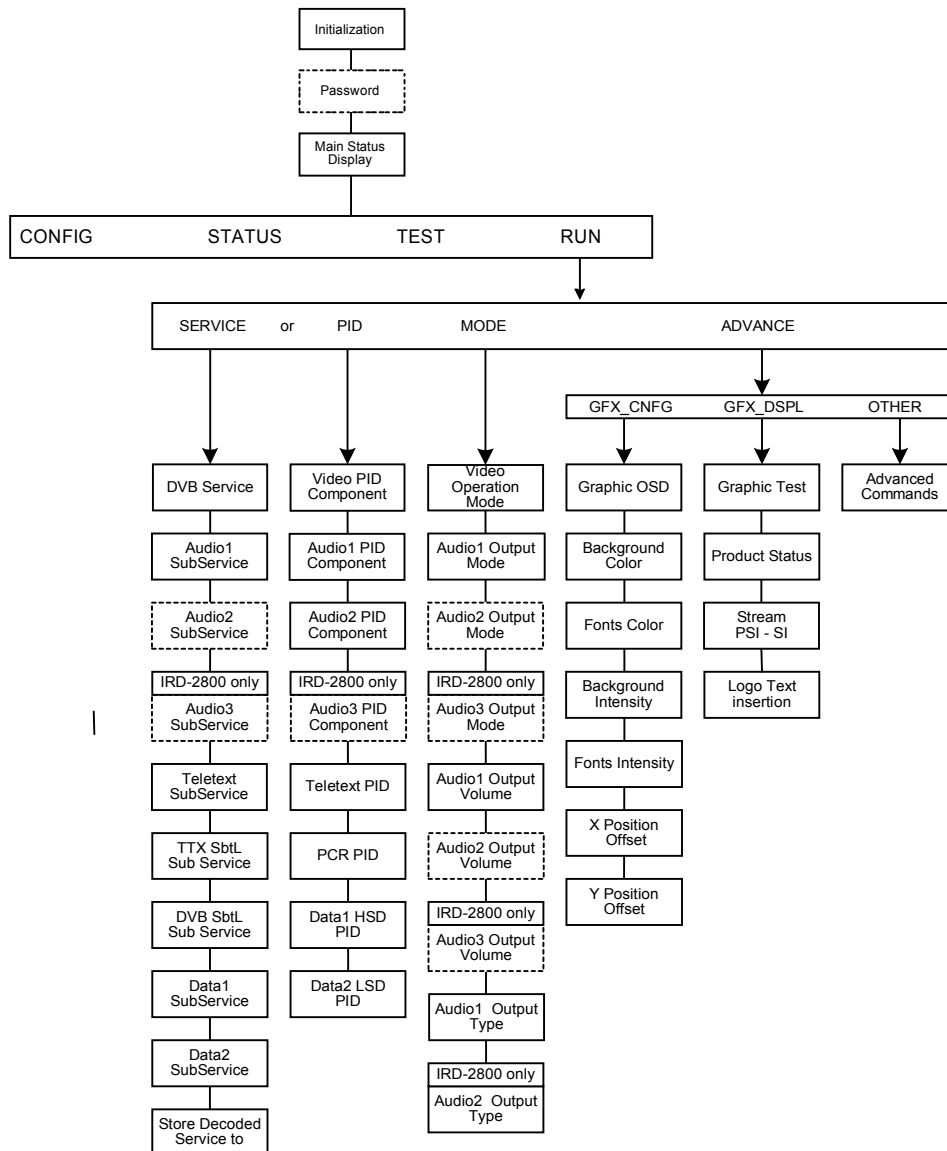 Initialization
Password
Main Status
Display
CONFIG STATUS TEST RUN
SERVICE or PID MODE ADVANCE
GFX_CNFG GFX_DSPL OTHER
DVB Service
Audio1
SubService
Audio2
SubService
IRD-2800 only
Audio3
SubService
Teletext
SubService
TTX SbtL
Sub Service
DVB SbtL
Sub Service
Data1
SubService
Data2
SubService
Store Decoded
Service to
Video PID
Component
Audio1 PID
Component
Audio2 PID
Component
IRD-2800 only
Audio3 PID
Component
Teletext PID
PCR PID
Data1 HSD
PID
Data2 LSD
PID
Video
Operation
Mode
Audio1 Output
Mode
Audio2 Output
Mode
IRD-2800 only
Audio3 Output
Mode
Audio1 Output
Volume
Audio2 Output
Volume
IRD-2800 only
Audio3 Output
Volume
Audio1 Output
Type
IRD-2800 only
Audio2 Output
Type
Graphic OSD
Background
Color
Fonts Color
Background
Intensity
Fonts Intensity
X Position
Offset
Y Position
Offset
Graphic Test
Product Status
Stream
PSI - SI
Logo Text
insertion
Advanced
Commands